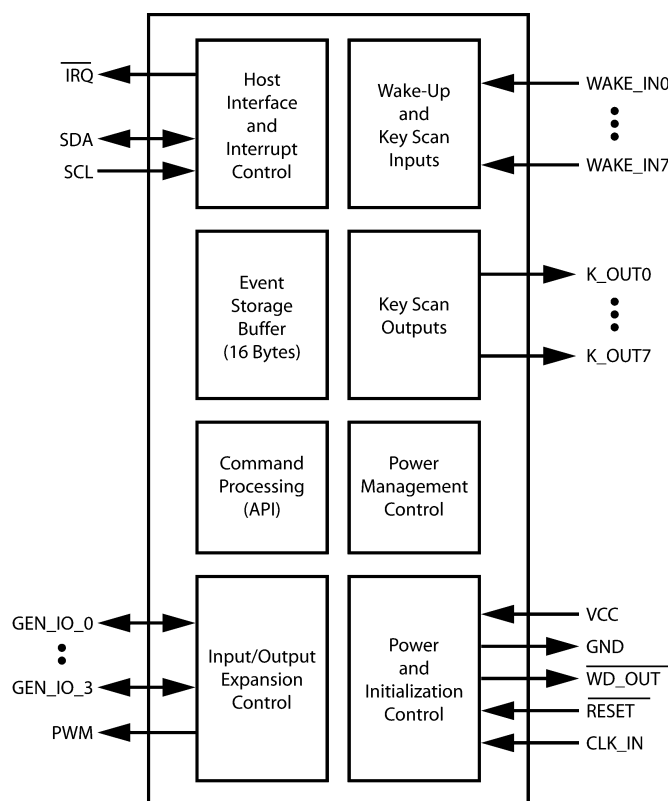 IRQ
SDA
SCL
Host
Interface
and
Interrupt
Control
Wake-Up
and
Key Scan
Inputs
WAKE_IN0
WAKE_IN7
Event
Storage
Buffer
(16 Bytes)
Key Scan
Outputs
K_OUT0
K_OUT7
Command
Processing
(API)
Power
Management
Control
GEN_IO_0
GEN_IO_3
PWM
Input/Output
Expansion
Control
Power
and
Initialization
Control
VCC
GND
WD_OUT
RESET
CLK_IN